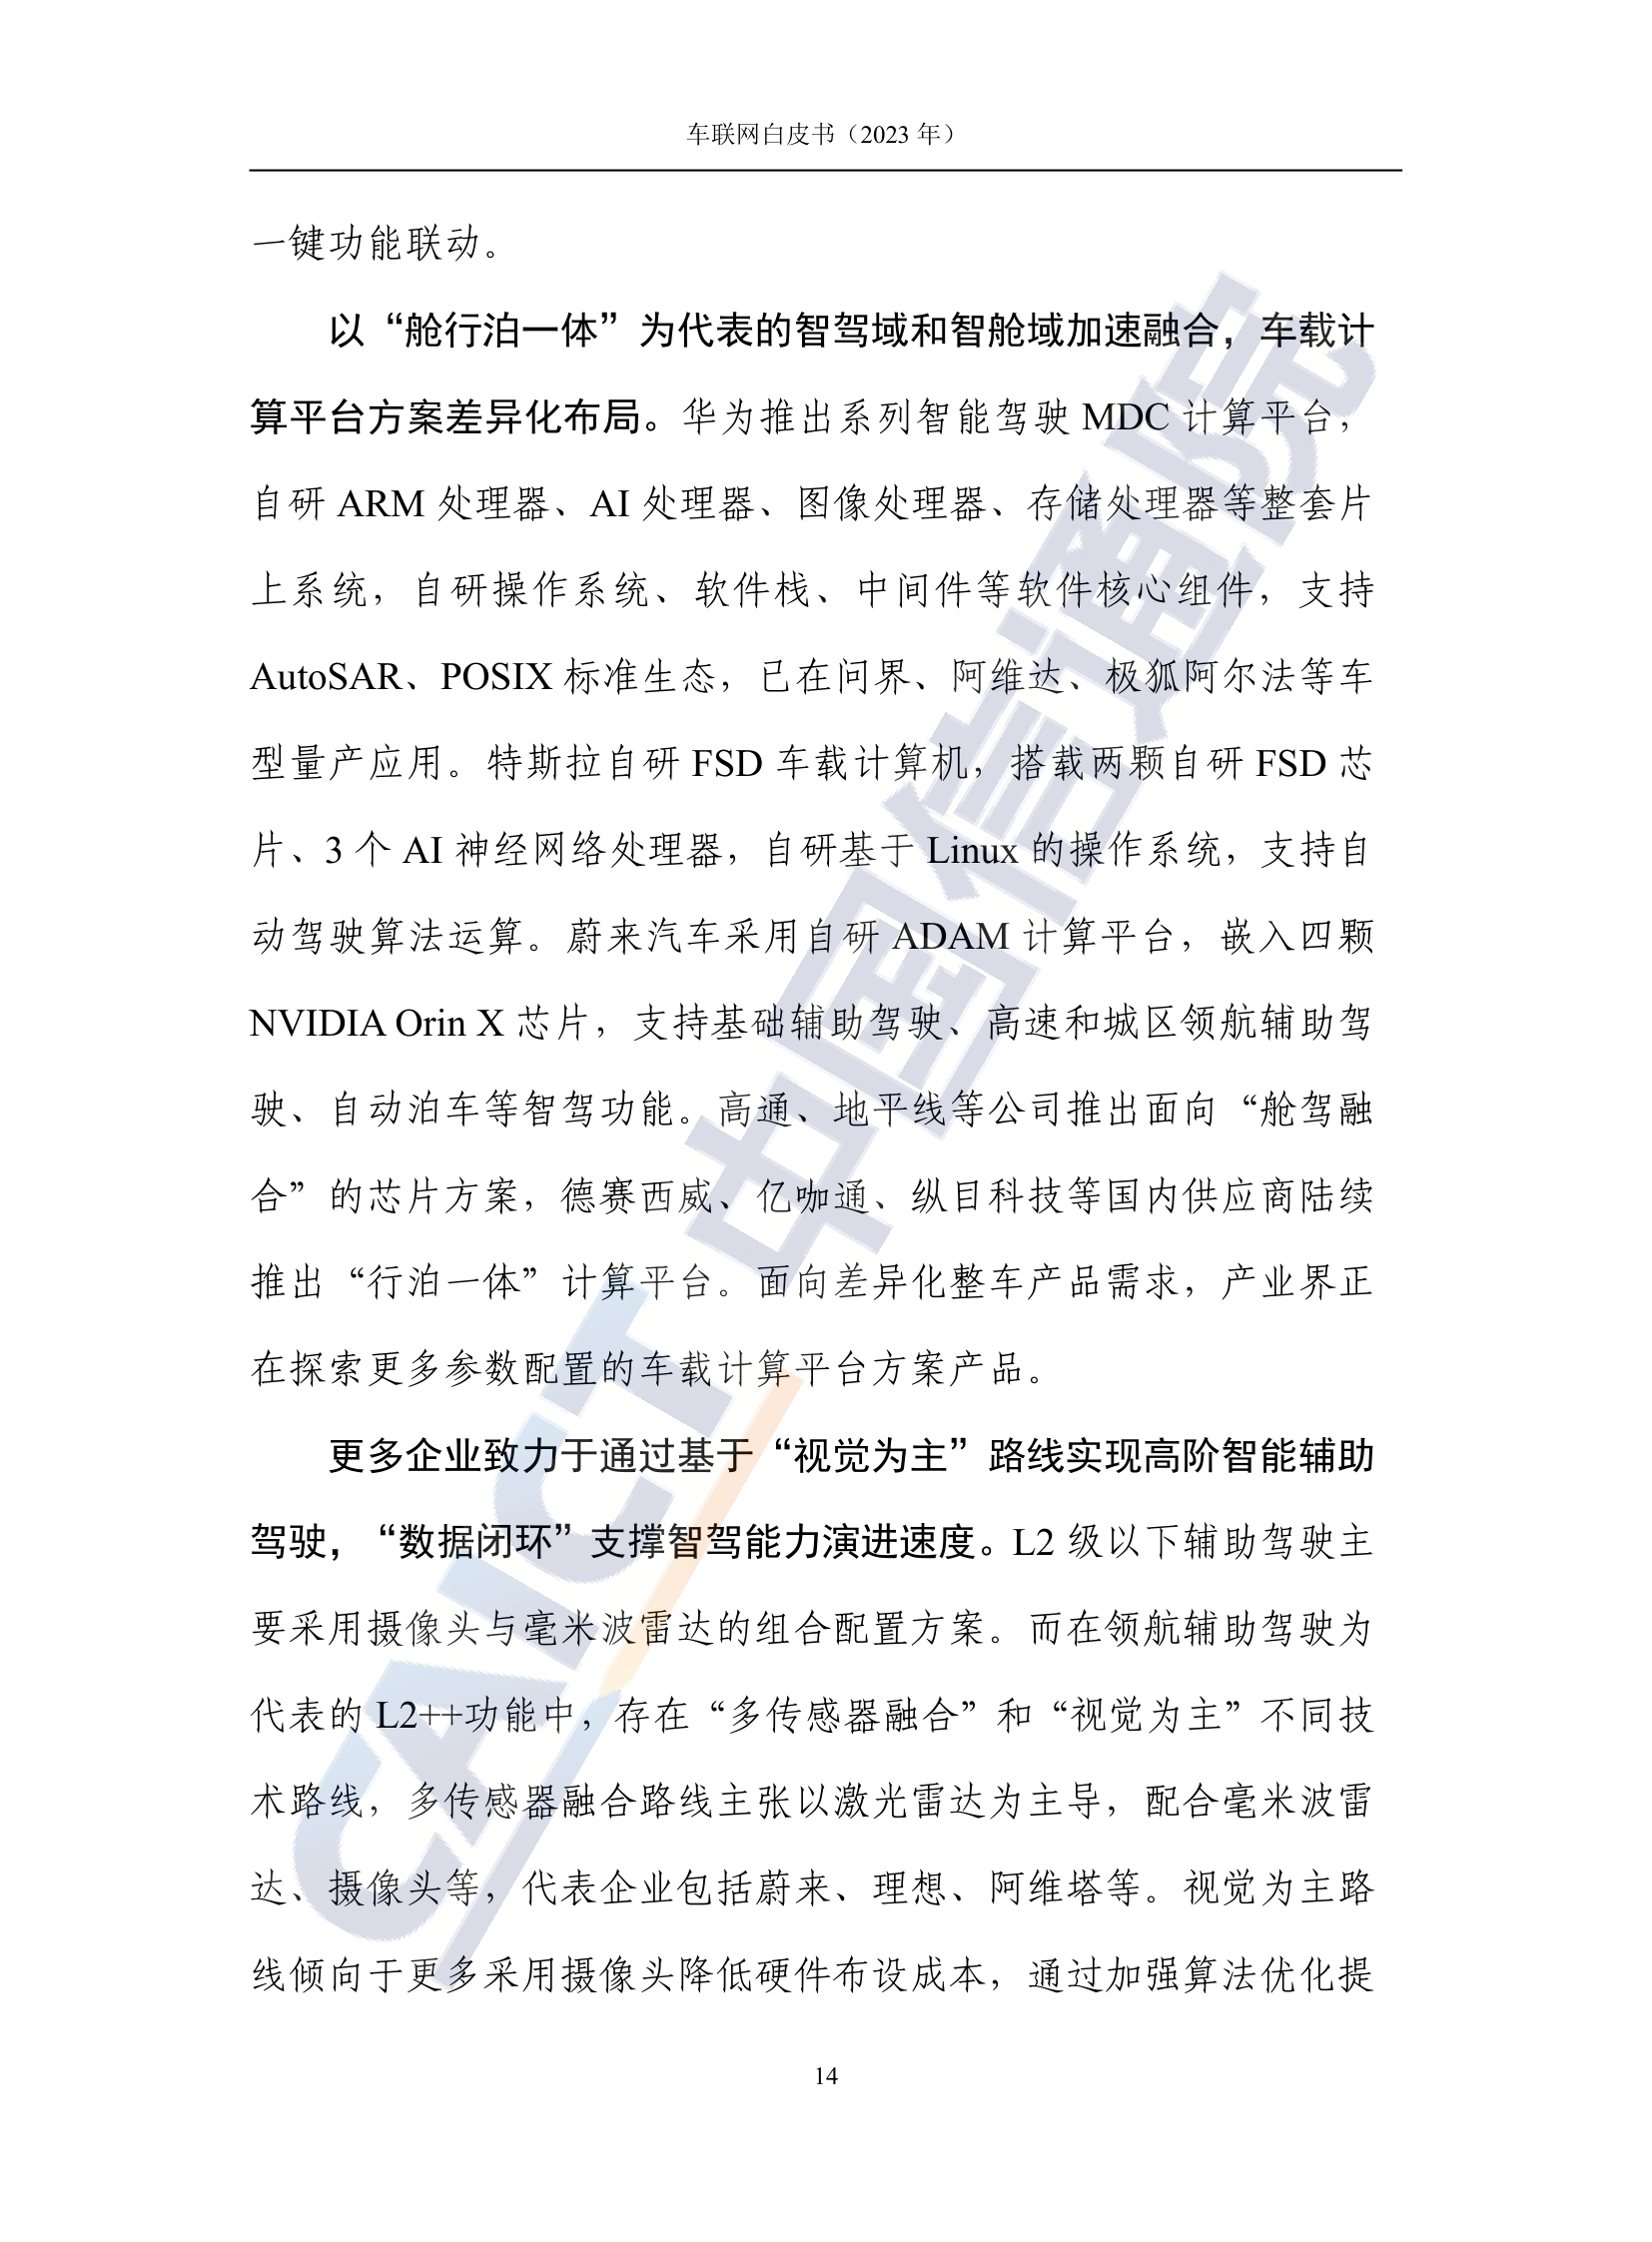 车联网白皮书（2023 年）
一键功能联动。
以“舱行泊一体”为代表的智驾域和智舱域加速融合，车载计
算平台方案差异化布局。华为推出系列智能驾驶 MDC 计算平台，
自研 ARM 处理器、AI 处理器、图像处理器、存储处理器等整套片
上系统，自研操作系统、软件栈、中间件等软件核心组件，支持
AutoSAR、POSIX 标准生态，已在问界、阿维达、极狐阿尔法等车
型量产应用。特斯拉自研 FSD 车载计算机，搭载两颗自研 FSD 芯
片、3 个 AI 神经网络处理器，自研基于 Linux 的操作系统，支持自
动驾驶算法运算。蔚来汽车采用自研 ADAM 计算平台，嵌入四颗
NVIDIA Orin X 芯片，支持基础辅助驾驶、高速和城区领航辅助驾
驶、自动泊车等智驾功能。高通、地平线等公司推出面向“舱驾融
合”的芯片方案，德赛西威、亿咖通、纵目科技等国内供应商陆续
推出“行泊一体”计算平台。面向差异化整车产品需求，产业界正
在探索更多参数配置的车载计算平台方案产品。
更多企业致力于通过基于“视觉为主”路线实现高阶智能辅助
驾驶，“数据闭环”支撑智驾能力演进速度。L2 级以下辅助驾驶主
要采用摄像头与毫米波雷达的组合配置方案。而在领航辅助驾驶为
代表的 L2++功能中，存在“多传感器融合”和“视觉为主”不同技
术路线，多传感器融合路线主张以激光雷达为主导，配合毫米波雷
达、摄像头等，代表企业包括蔚来、理想、阿维塔等。视觉为主路
线倾向于更多采用摄像头降低硬件布设成本，通过加强算法优化提
14
CAICT 中国信通院